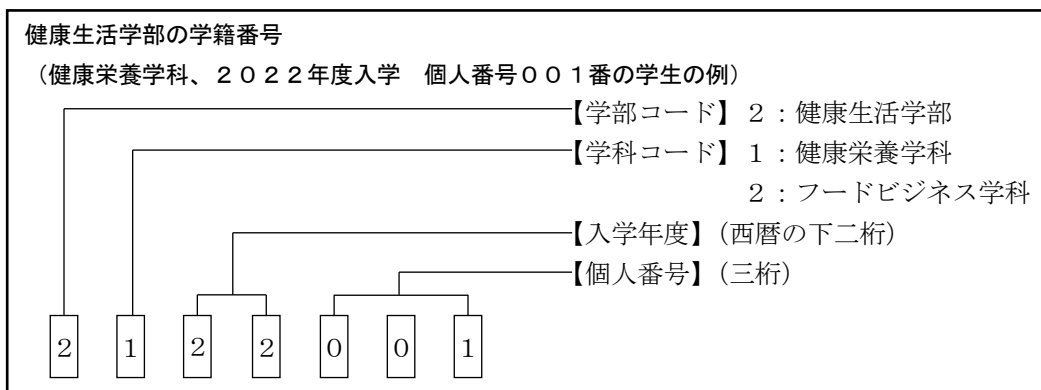 健康生活学部の学籍番号
（健康栄養学科、２０２２年度入学　個人番号００１番の学生の例）
【学部コード】２：健康生活学部
【学科コード】１：健康栄養学科
２：フードビジネス学科
【入学年度】（西暦の下二桁）
【個人番号】（三桁）
２ １ ２ ２ ０ ０ １